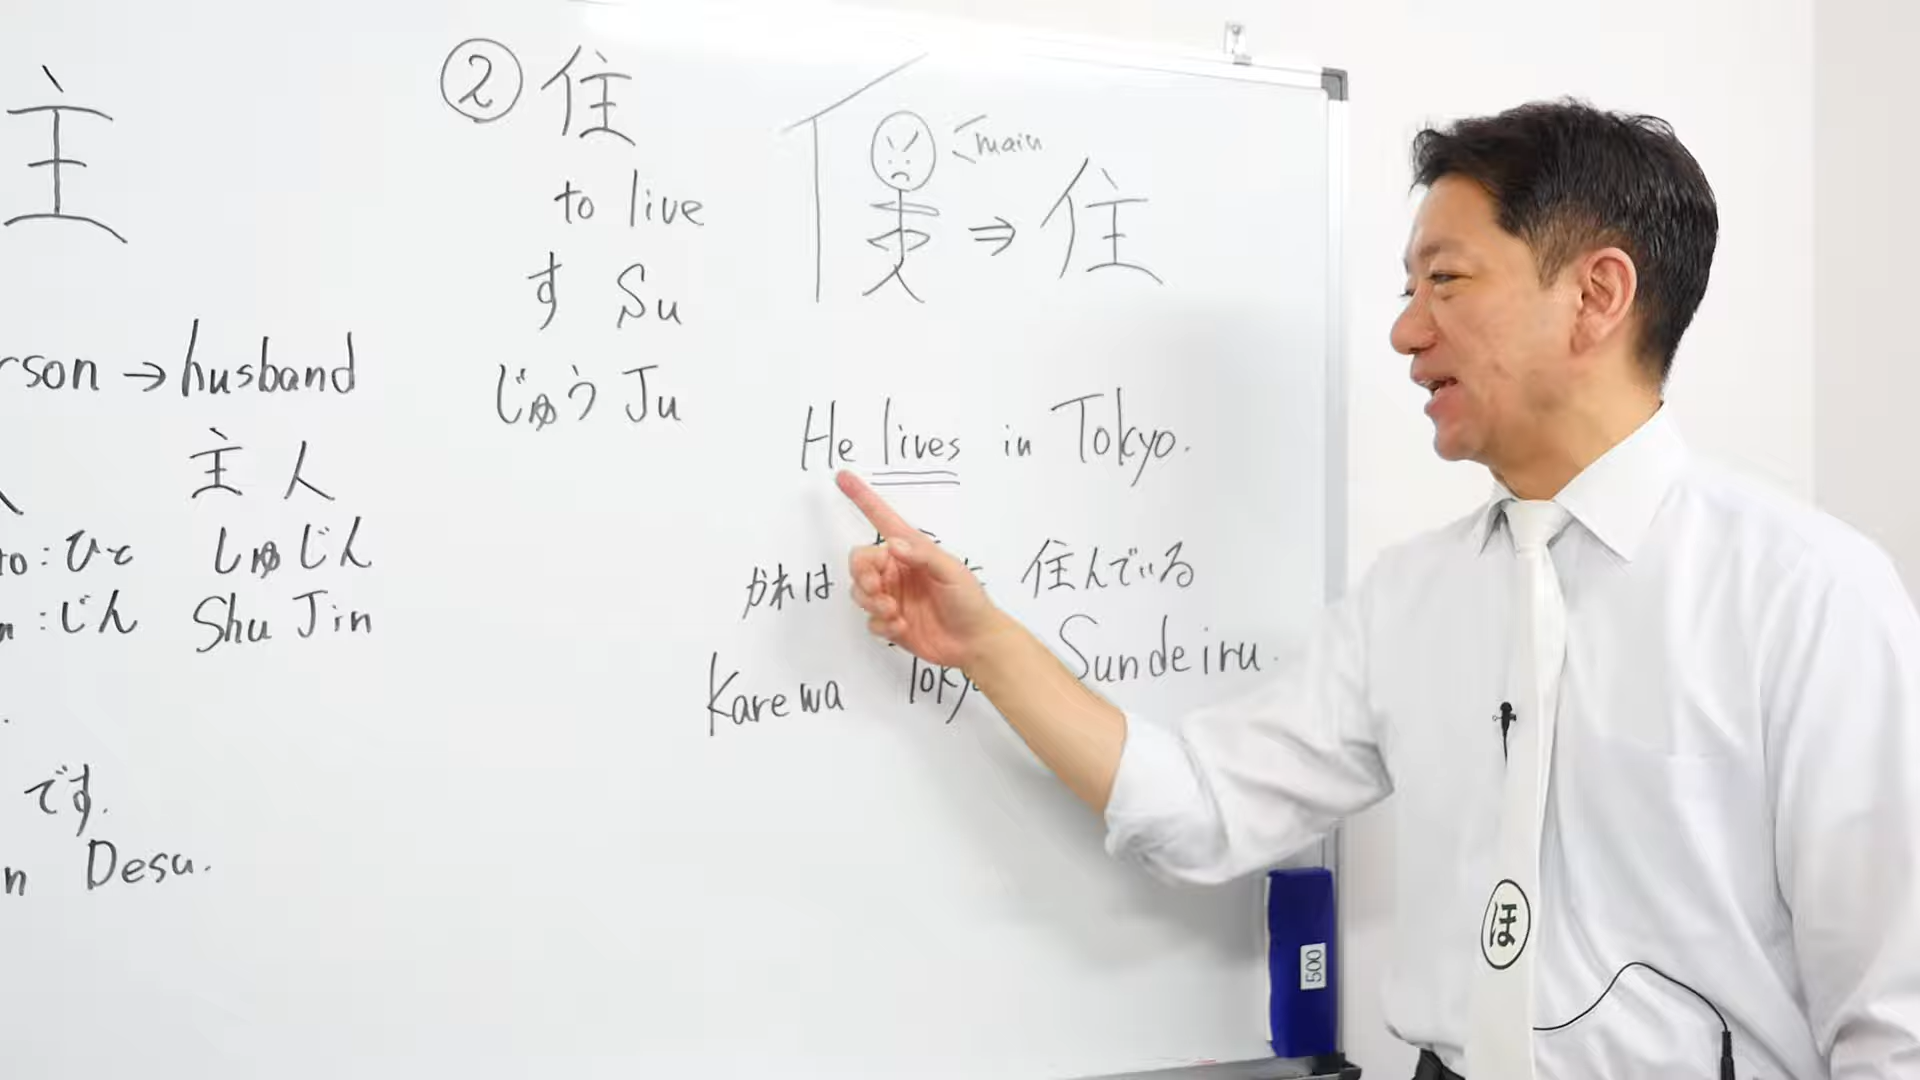 主
rson → husband
主人
ひと しゅじん
:じん Shu Jin
です.
n Desu.
② 住
to live
す Su
じゅう Ju
main
⇒ 住
He lives in Tokyo.
かれは 住んでいる
Karewa Toky Sundeiru.
500
ほ